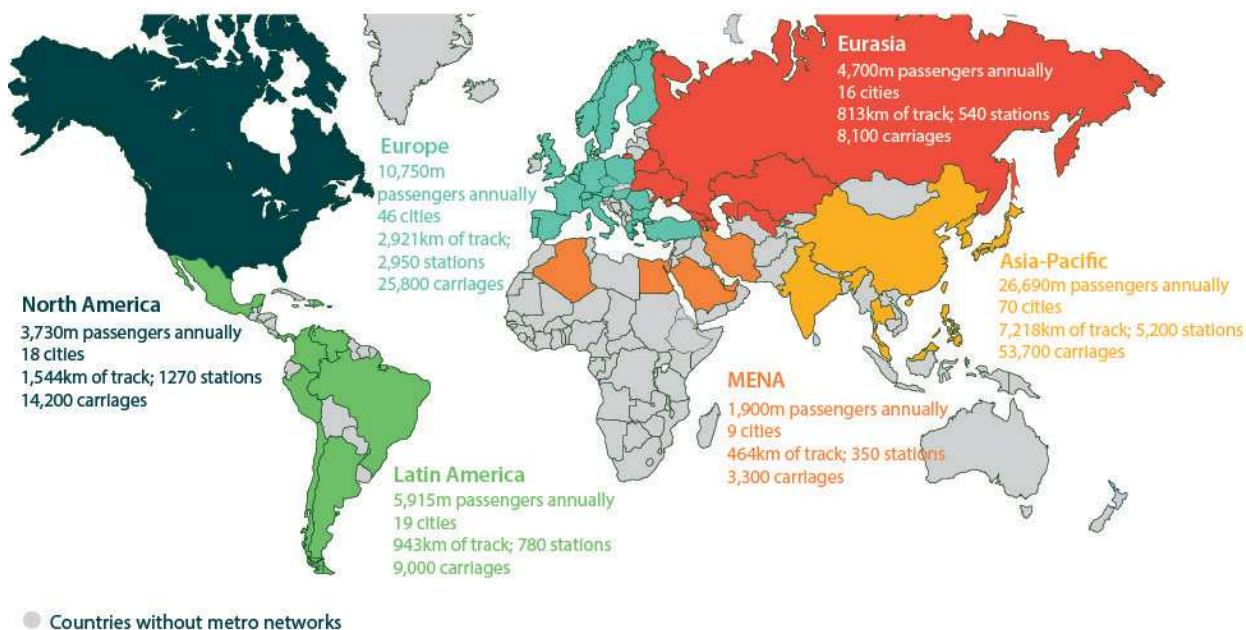 Eurasia
4,700m passengers annually
16 cities
813km of track; 540 stations
8,100 carriages
Europe
10,750m
passengers annually
46 cities
2,921km of track;
2,950 stations
25,800 carriages
Asia-Pacific
26,690m passengers annually
70 cities
7,218km of track; 5,200 stations
53,700 carriages
North America
3,730m passengers annually
18 cities
1,544km of track; 1270 stations
14,200 carriages
MENA
1,900m passengers annually
9 cities
464km of track; 350 stations
3,300 carriages
Latin America
5,915m passengers annually
19 cities
943km of track; 780 stations
9,000 carriages
Countries without metro networks